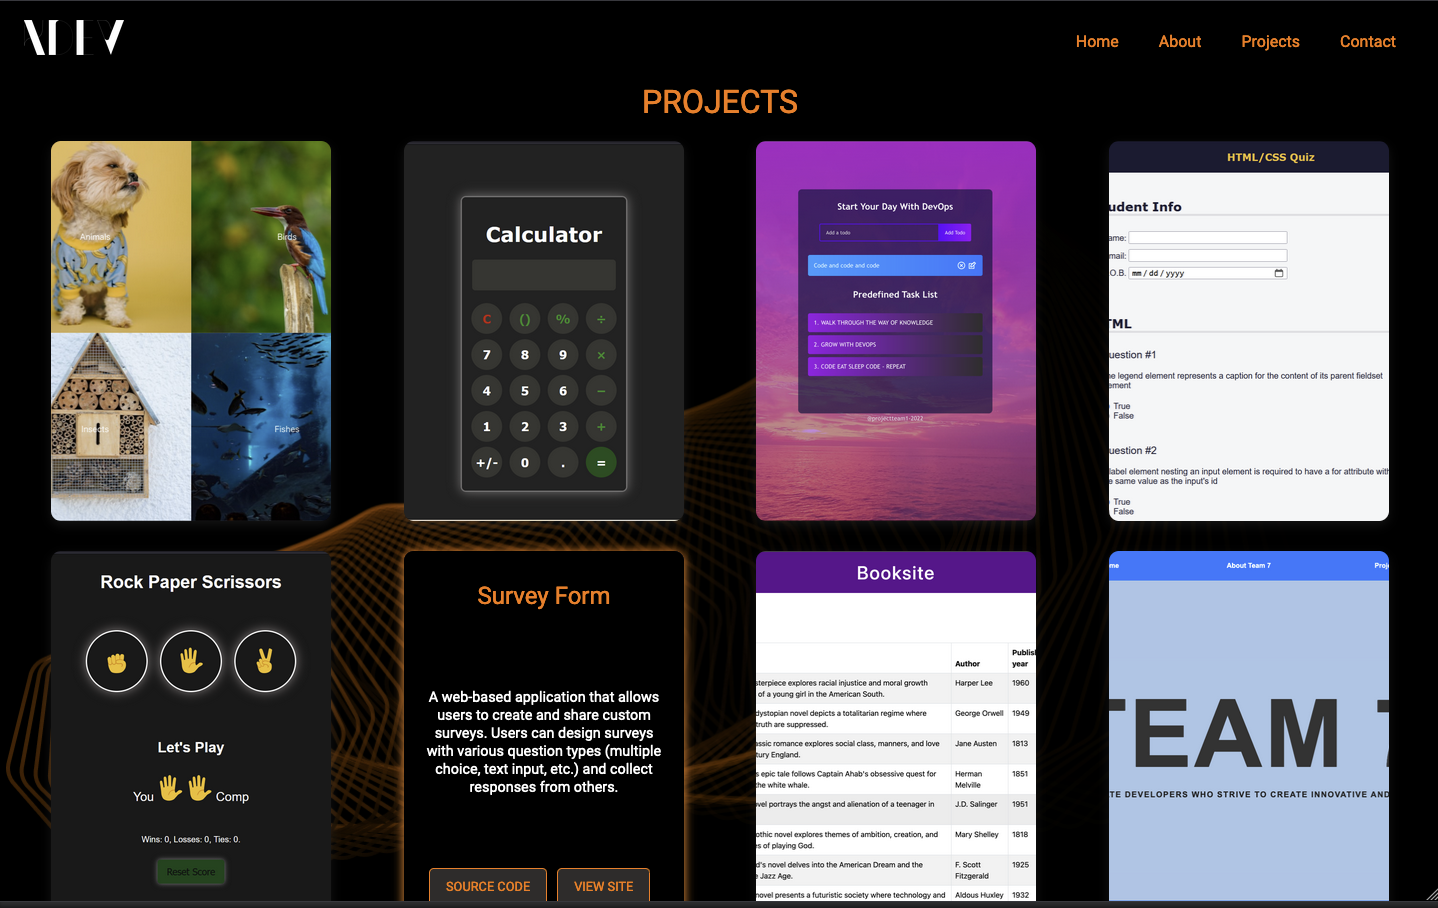 NDEV
Home
About
Projects
Contact
PROJECTS
Animals
Birds
Insects
Fishes
Calculator
C
()
%
÷
7
8
9
×
4
5
6
−
1
2
3
+
+/-
0
.
=
Start Your Day With DevOps
Add a todo
Add Todo
Code and code and code
Predefined Task List
1. WALK THROUGH THE WAY OF KNOWLEDGE
2. GROW WITH DEVOPS
3. CODE EAT SLEEP CODE - REPEAT
@projectteam1-2022
HTML/CSS Quiz
udent Info
ame:
mail:
O.B.
mm / dd / yyyy
TML
uestion #1
e legend element represents a caption for the content of its parent fieldset
ement
True
False
uestion #2
label element nesting an input element is required to have a for attribute with
e same value as the input's id
True
False
Rock Paper Scissors
Let's Play
You
Comp
Wins: 0, Losses: 0, Ties: 0.
Reset Score
Survey Form
A web-based application that allows
users to create and share custom
surveys. Users can design surveys
with various question types (multiple
choice, text input, etc.) and collect
responses from others.
SOURCE CODE
VIEW SITE
Booksite
Author
Publish
year
sterpiece explores racial injustice and moral growth
of a young girl in the American South.
Harper Lee
1960
dystopian novel depicts a totalitarian regime where
truth are suppressed.
George Orwell
1949
assic romance explores social class, manners, and love
tury England.
Jane Austen
1813
s epic tale follows Captain Ahab's obsessive quest for
the white whale.
Herman
Melville
1851
ovel portrays the angst and alienation of a teenager in
J.D. Salinger
1951
othic novel explores themes of ambition, creation, and
es of playing God.
Mary Shelley
1818
d's novel delves into the American Dream and the
e Jazz Age.
F. Scott
Fitzgerald
1925
novel presents a futuristic society where technology and
Aldous Huxley
1932
me
About Team 7
Proje
TEAM 7
TE DEVELOPERS WHO STRIVE TO CREATE INNOVATIVE AND